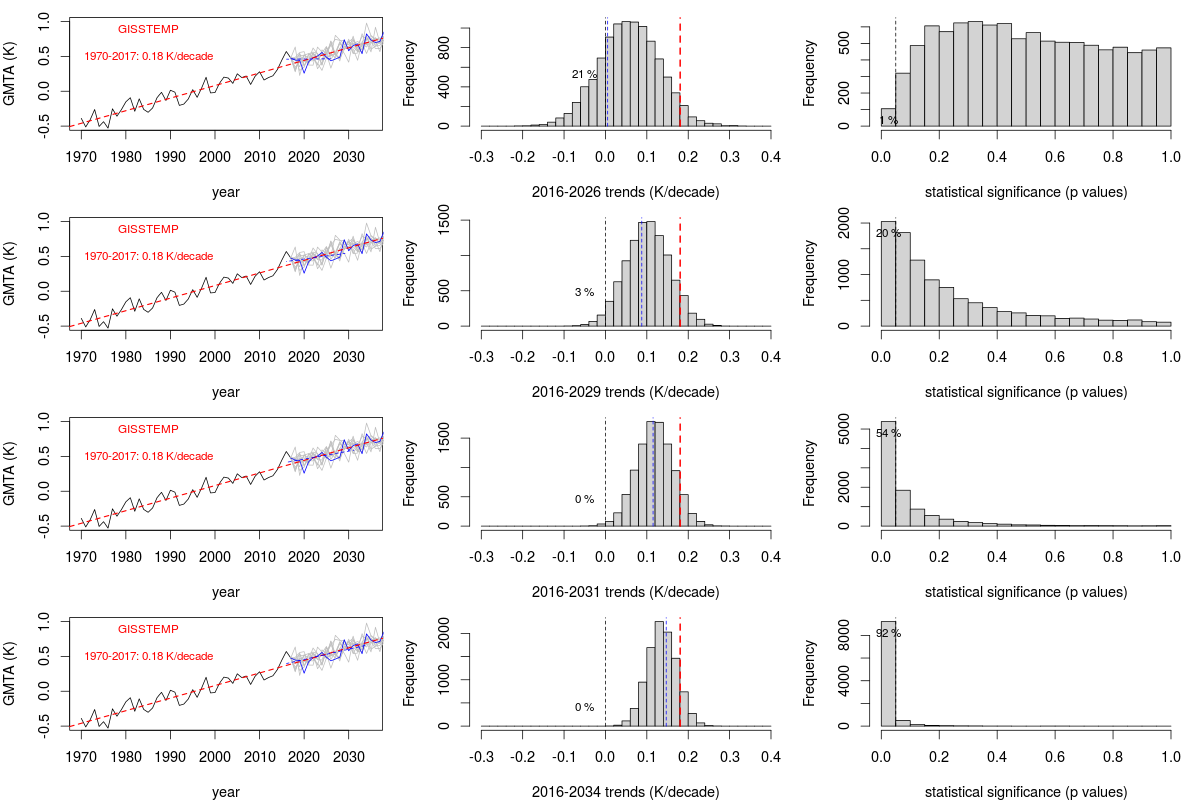 GMTA (K)
-0.5 0.0 0.5 1.0
GISSTEMP
1970-2017: 0.18 K/decade
1970 1980 1990 2000 2010 2020 2030
year
Frequency
0 400 800
21 %
-0.3 -0.2 -0.1 0.0 0.1 0.2 0.3 0.4
2016-2026 trends (K/decade)
Frequency
0 200 500
1 %
0.0 0.2 0.4 0.6 0.8 1.0
statistical significance (p values)
GMTA (K)
-0.5 0.0 0.5 1.0
GISSTEMP
1970-2017: 0.18 K/decade
1970 1980 1990 2000 2010 2020 2030
year
Frequency
0 500 1500
3 %
-0.3 -0.2 -0.1 0.0 0.1 0.2 0.3 0.4
2016-2029 trends (K/decade)
Frequency
0 1000 2000
20 %
0.0 0.2 0.4 0.6 0.8 1.0
statistical significance (p values)
GMTA (K)
-0.5 0.0 0.5 1.0
GISSTEMP
1970-2017: 0.18 K/decade
1970 1980 1990 2000 2010 2020 2030
year
Frequency
0 500 1500
0 %
-0.3 -0.2 -0.1 0.0 0.1 0.2 0.3 0.4
2016-2031 trends (K/decade)
Frequency
0 2000 5000
54 %
0.0 0.2 0.4 0.6 0.8 1.0
statistical significance (p values)
GMTA (K)
-0.5 0.0 0.5 1.0
GISSTEMP
1970-2017: 0.18 K/decade
1970 1980 1990 2000 2010 2020 2030
year
Frequency
0 1000 2000
0 %
-0.3 -0.2 -0.1 0.0 0.1 0.2 0.3 0.4
2016-2034 trends (K/decade)
Frequency
0 4000 8000
92 %
0.0 0.2 0.4 0.6 0.8 1.0
statistical significance (p values)